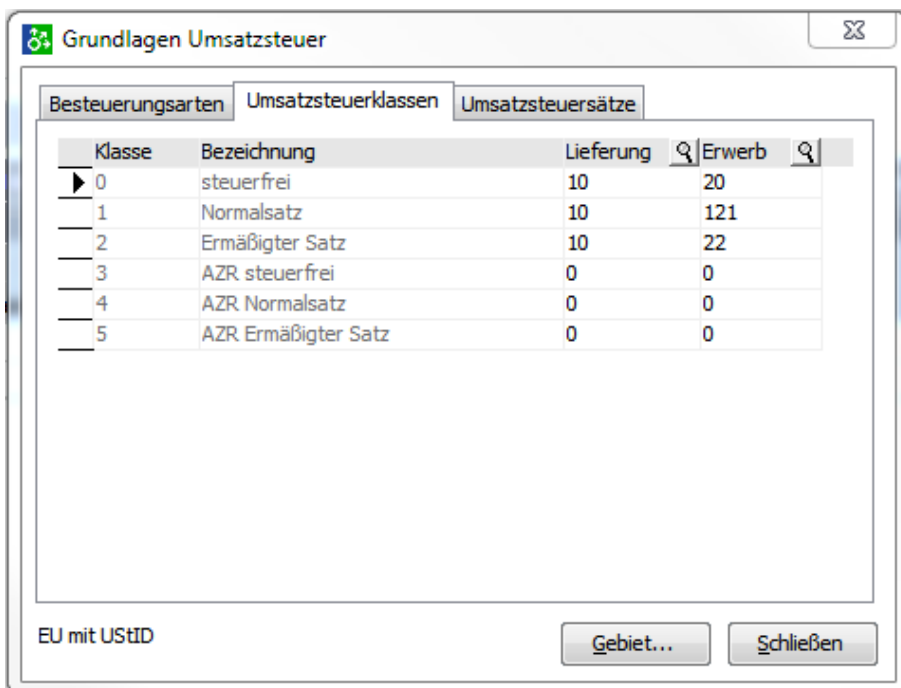 Grundlagen Umsatzsteuer
Besteuerungsarten Umsatzsteuerklassen Umsatzsteuersätze
Klasse Bezeichnung Lieferung Erwerb
0 steuerfrei 10 20
1 Normalsatz 10 121
2 Ermäßigter Satz 10 22
3 AZR steuerfrei 0 0
4 AZR Normalsatz 0 0
5 AZR Ermäßigter Satz 0 0
EU mit UStID Gebiet... Schließen